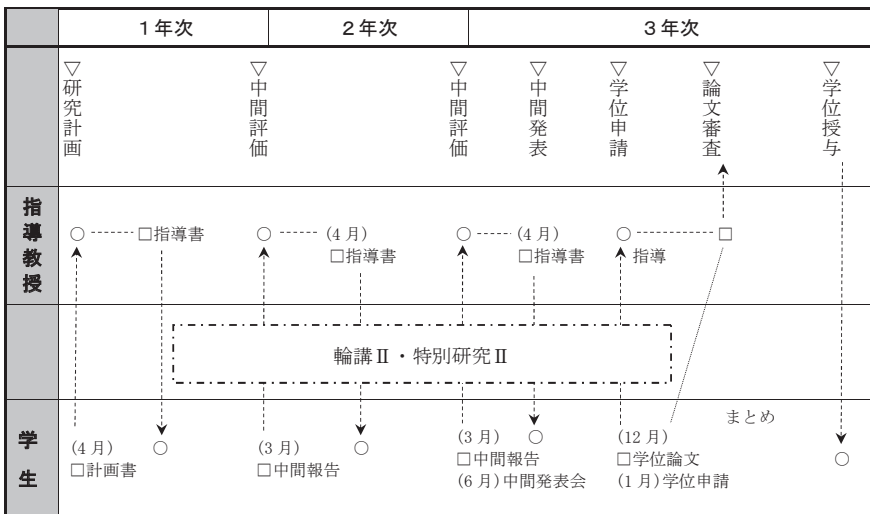 1年次 2年次 3年次
▽研究計画
▽中間評価
▽中間評価
▽中間発表
▽学位申請
▽論文審査
▽学位授与
指導教授
○ □指導書
○ (4月)
□指導書
○ (4月)
□指導書
○ □
指導
輪講Ⅱ・特別研究Ⅱ
学生
(4月)
□計画書
○
(3月)
□中間報告
○
(3月) ○
□中間報告
(6月)中間発表会
(12月)
□学位論文
(1月)学位申請
まとめ
○